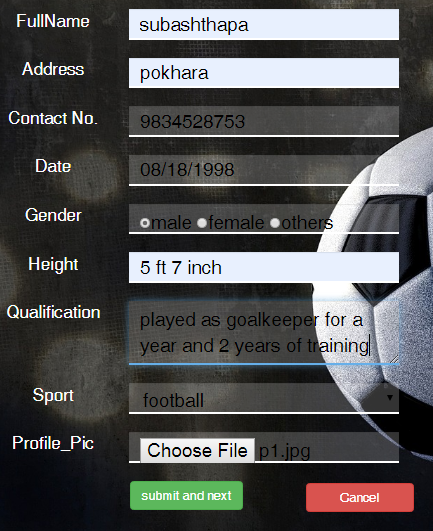 FullName subashthapa
Address pokhara
Contact No. 9834528753
Date 08/18/1998
Gender male female others
Height 5 ft 7 inch
Qualification played as goalkeeper for a
year and 2 years of training
Sport football
Profile_Pic Choose File p1.jpg
submit and next Cancel